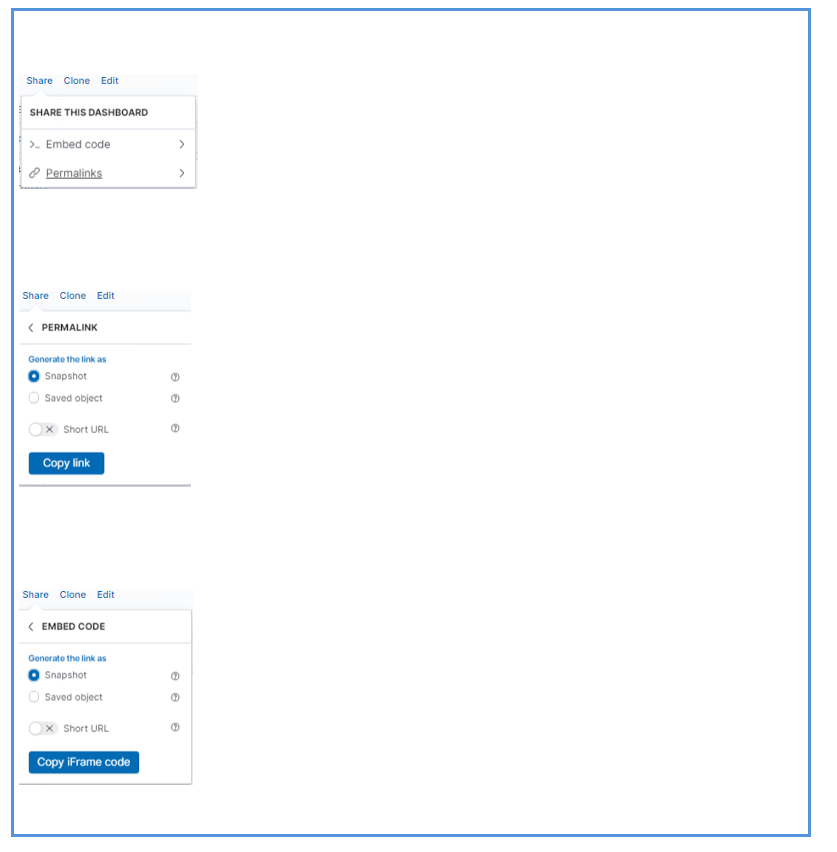 Share Clone Edit
SHARE THIS DASHBOARD
Embed code
Permalinks
Share Clone Edit
PERMALINK
Generate the link as
Snapshot
Saved object
Short URL
Copy link
Share Clone Edit
EMBED CODE
Generate the link as
Snapshot
Saved object
Short URL
Copy iFrame code